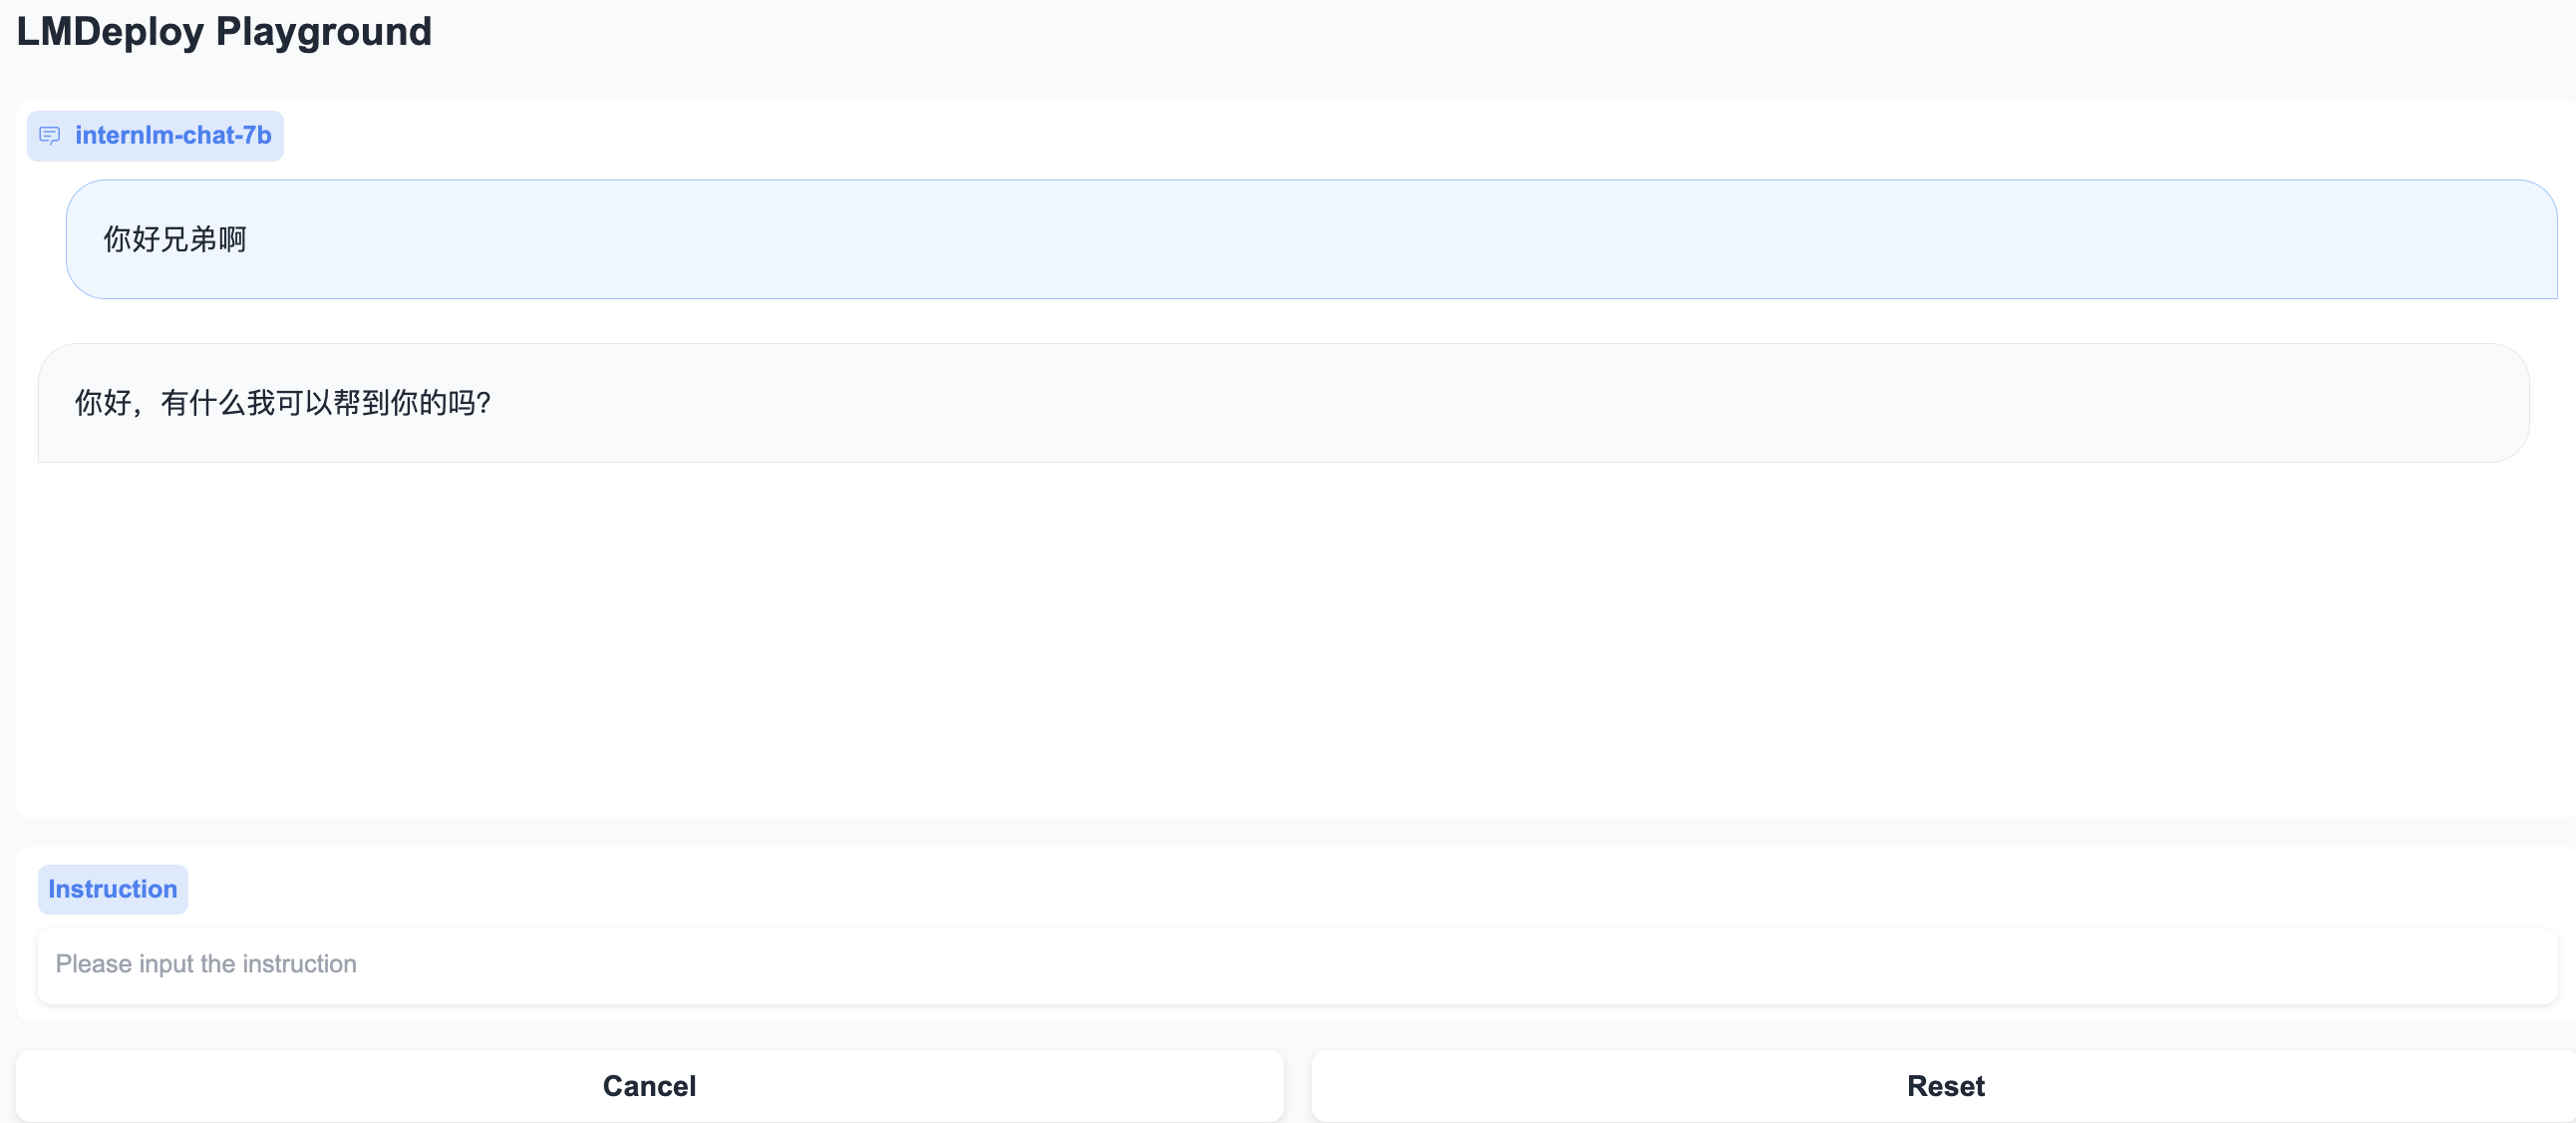 LMDeploy Playground
internlm-chat-7b
你好兄弟啊
你好，有什么我可以帮到你的吗?
Instruction
Please input the instruction
Cancel
Reset